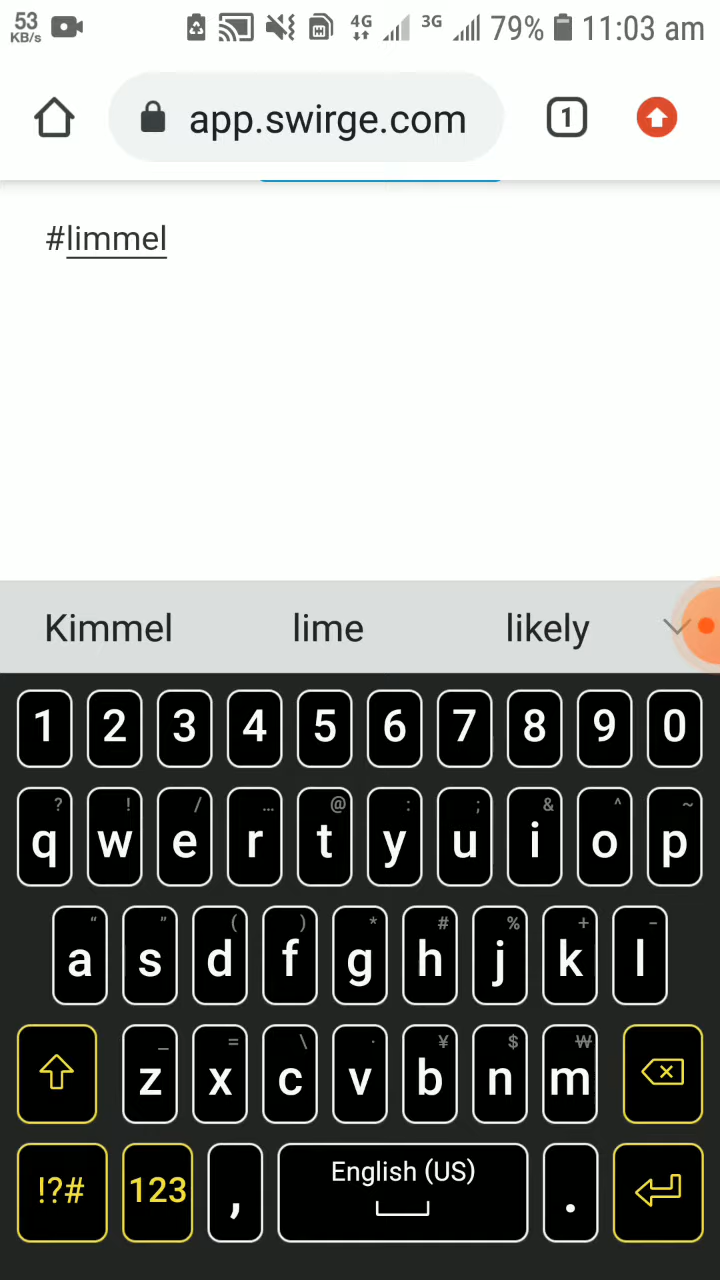 53 KB/s 4G 3G 79% 11:03 am
app.swirge.com 1
#limmel
Kimmel lime likely
1 2 3 4 5 6 7 8 9 0
? ! / ... @ : ; & ^ ~
q w e r t y u i o p
“ ” ( ) * # % + -
a s d f g h j k l
_ = \ · ¥ $ ₩
z x c v b n m
!?# 123 , English (US) .